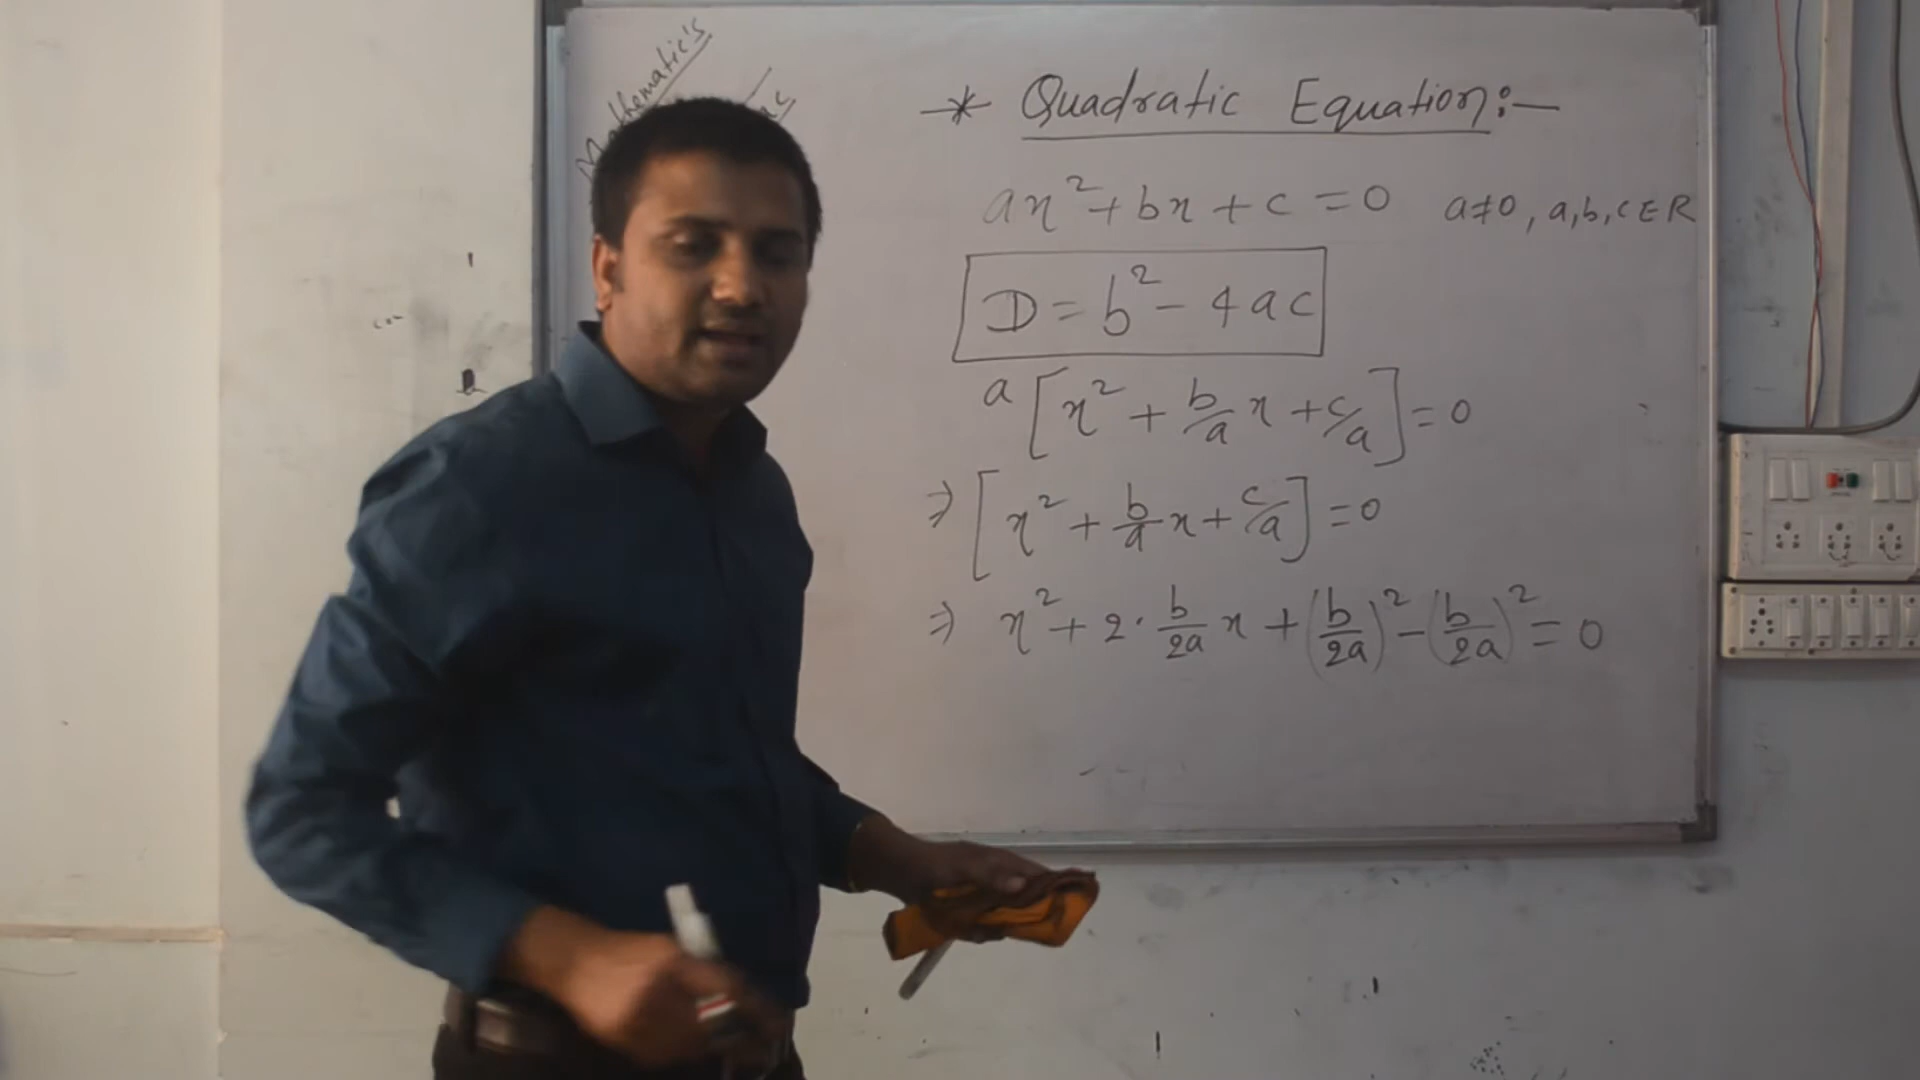 Mathematic's
* Quadratic Equation:-
ax²+bx+c=0 a≠0, a,b,c∈R
D=b²-4ac
a[x²+b/a x+c/a]=0
⇒ [x²+b/a x+c/a]=0
⇒ x²+2·b/2a x+(b/2a)²-(b/2a)²=0